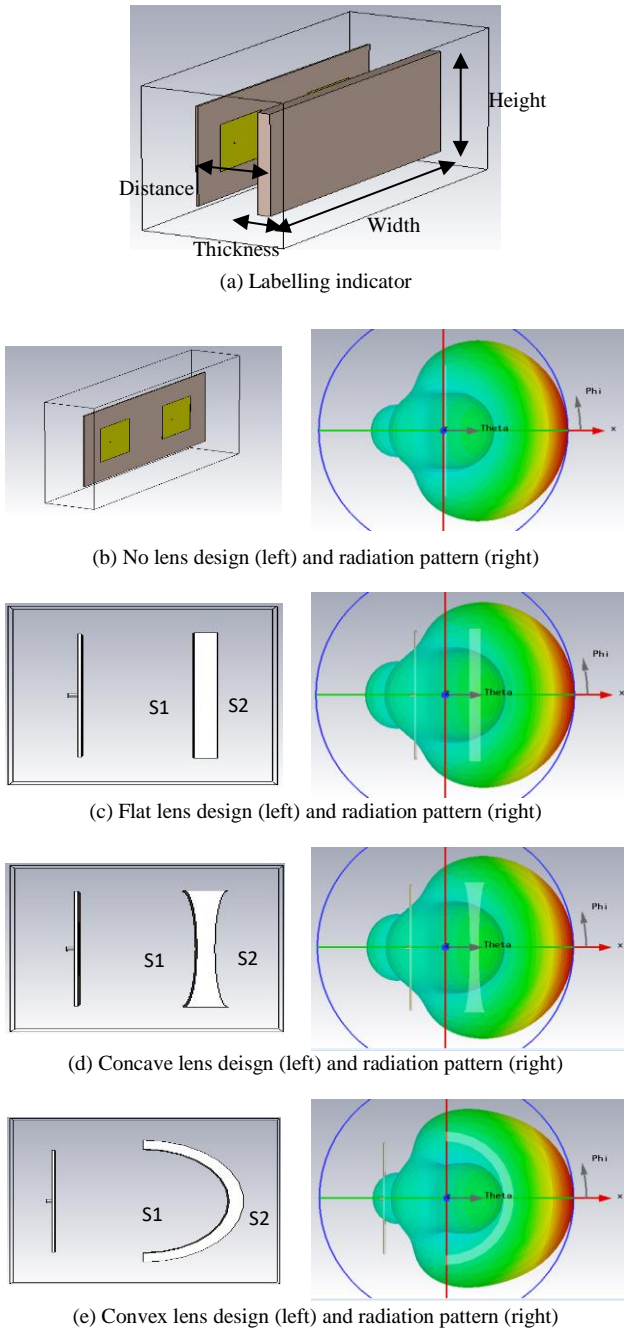 Height
Distance
Width
Thickness
(a) Labelling indicator
Phi
Theta
x
(b) No lens design (left) and radiation pattern (right)
S1 S2
Phi
Theta
x
(c) Flat lens design (left) and radiation pattern (right)
S1 S2
Phi
Theta
x
(d) Concave lens deisgn (left) and radiation pattern (right)
S1 S2
Phi
Theta
x
(e) Convex lens design (left) and radiation pattern (right)